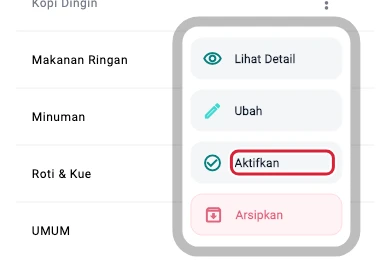 Kopi Dingin
Makanan Ringan
Lihat Detail
Minuman
Ubah
Roti & Kue
Aktifkan
UMUM
Arsipkan